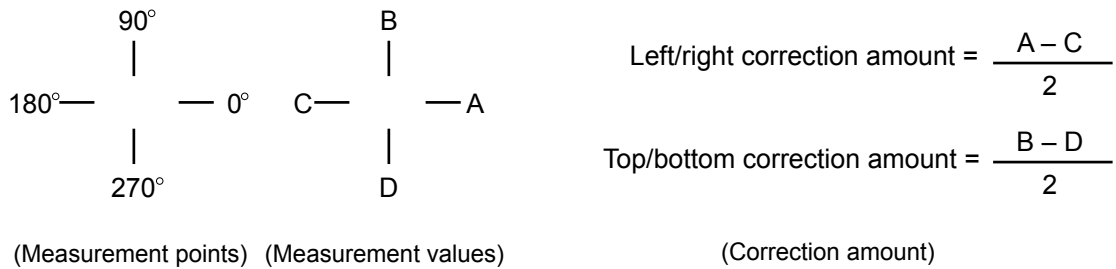 90°
180° 0°
270°
(Measurement points)
B
C A
D
(Measurement values)
Left/right correction amount = A – C
2
Top/bottom correction amount = B – D
2
(Correction amount)